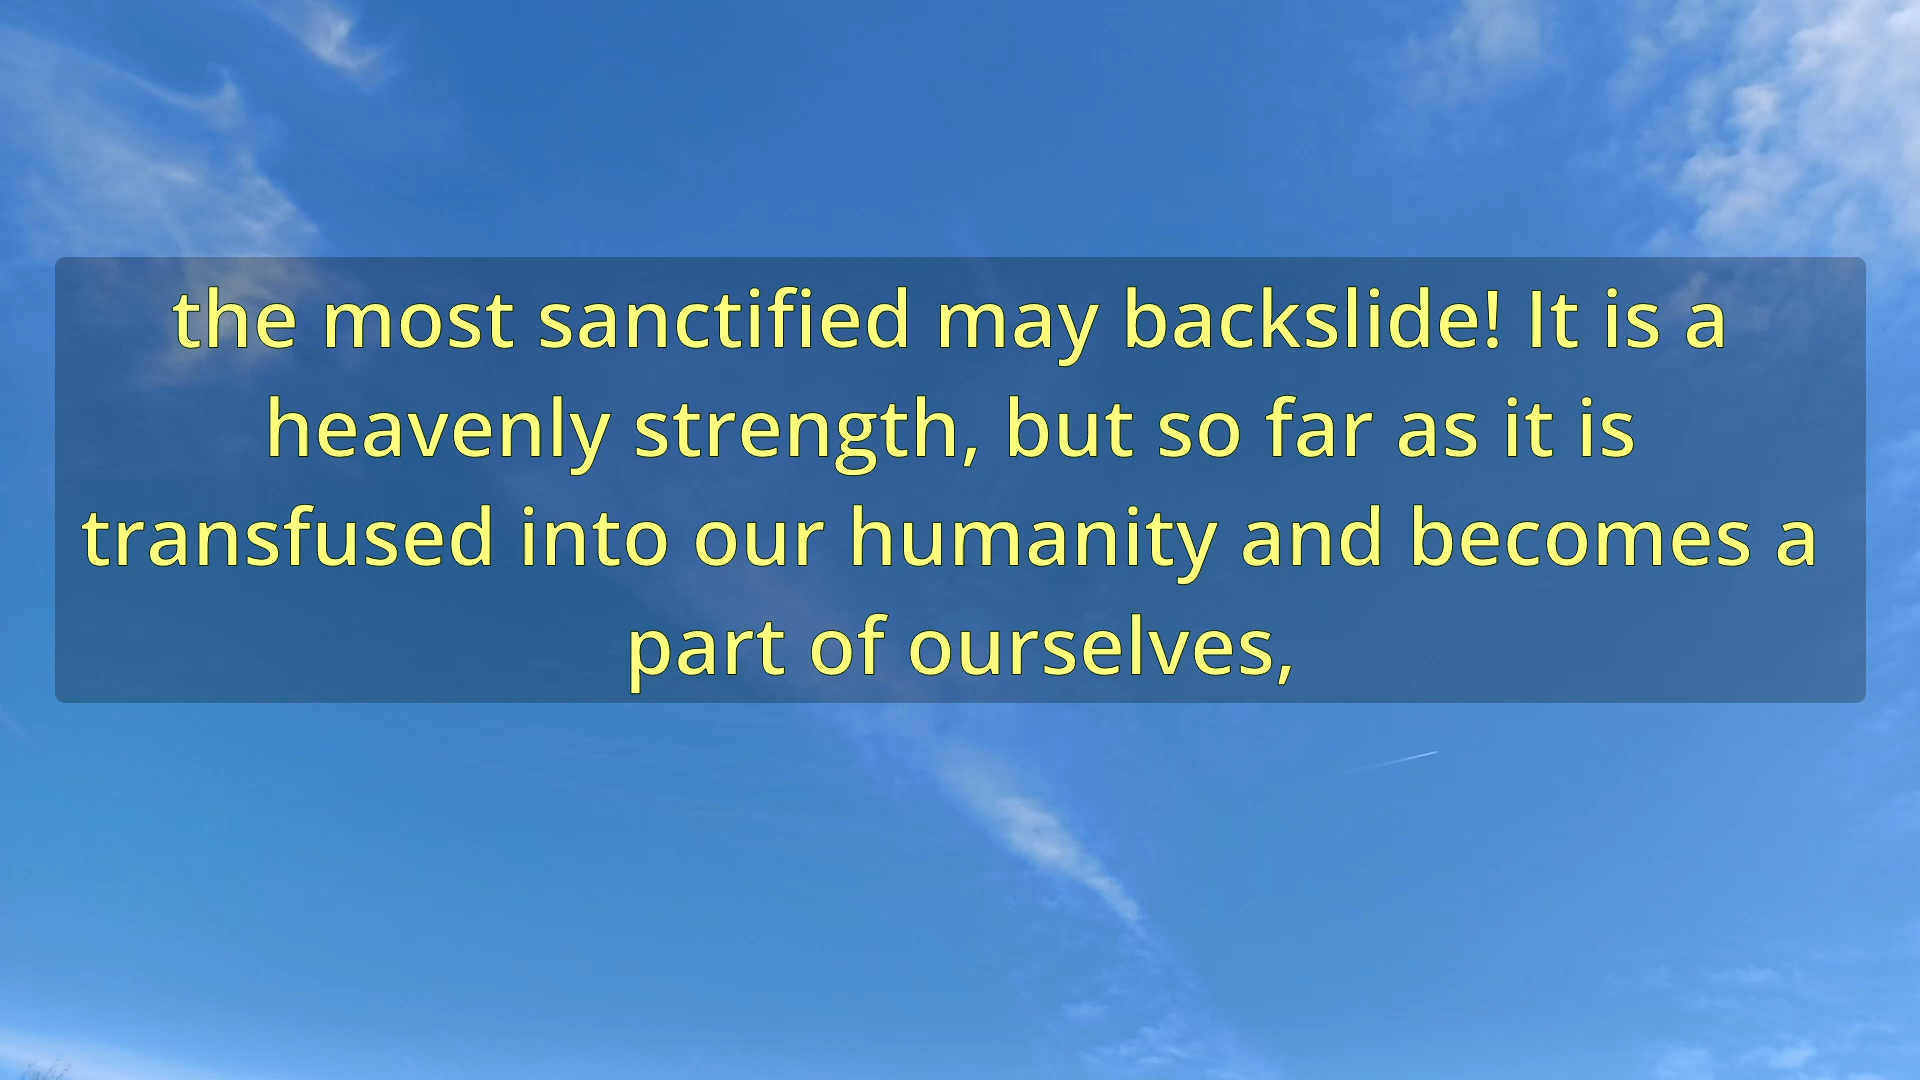 the most sanctified may backslide! It is a
heavenly strength, but so far as it is
transfused into our humanity and becomes a
part of ourselves,